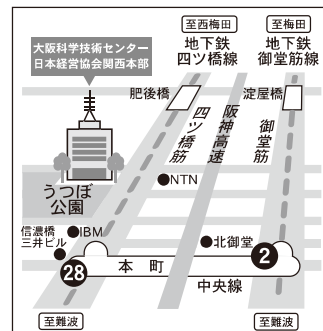 至西梅田
至梅田
地下鉄
四ツ橋線
地下鉄
御堂筋線
大阪科学技術センター
日本経営協会関西本部
肥後橋
淀屋橋
四ツ橋筋
阪神高速
御堂筋
うつぼ
公園
NTN
信濃橋
三井ビル
IBM
北御堂
28
本町
2
中央線
至難波
至難波